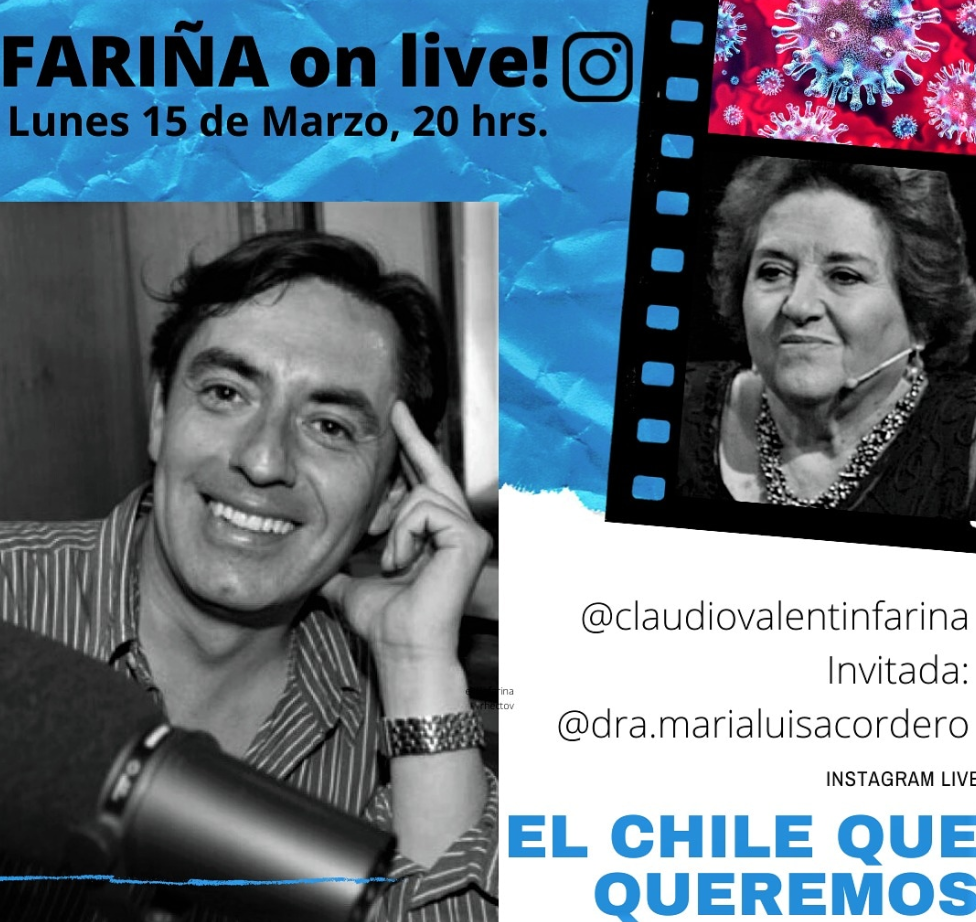 FARIÑA on live!
Lunes 15 de Marzo, 20 hrs.
@claudiovalentinfarina
Invitada:
@dra.marialuisacordero
INSTAGRAM LIVE
EL CHILE QUE
QUEREMOS